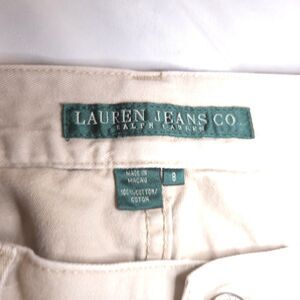 LAUREN JEANS CO
RALPH LAUREN
MADE IN
MACAU
8
100% COTTON/
COTON